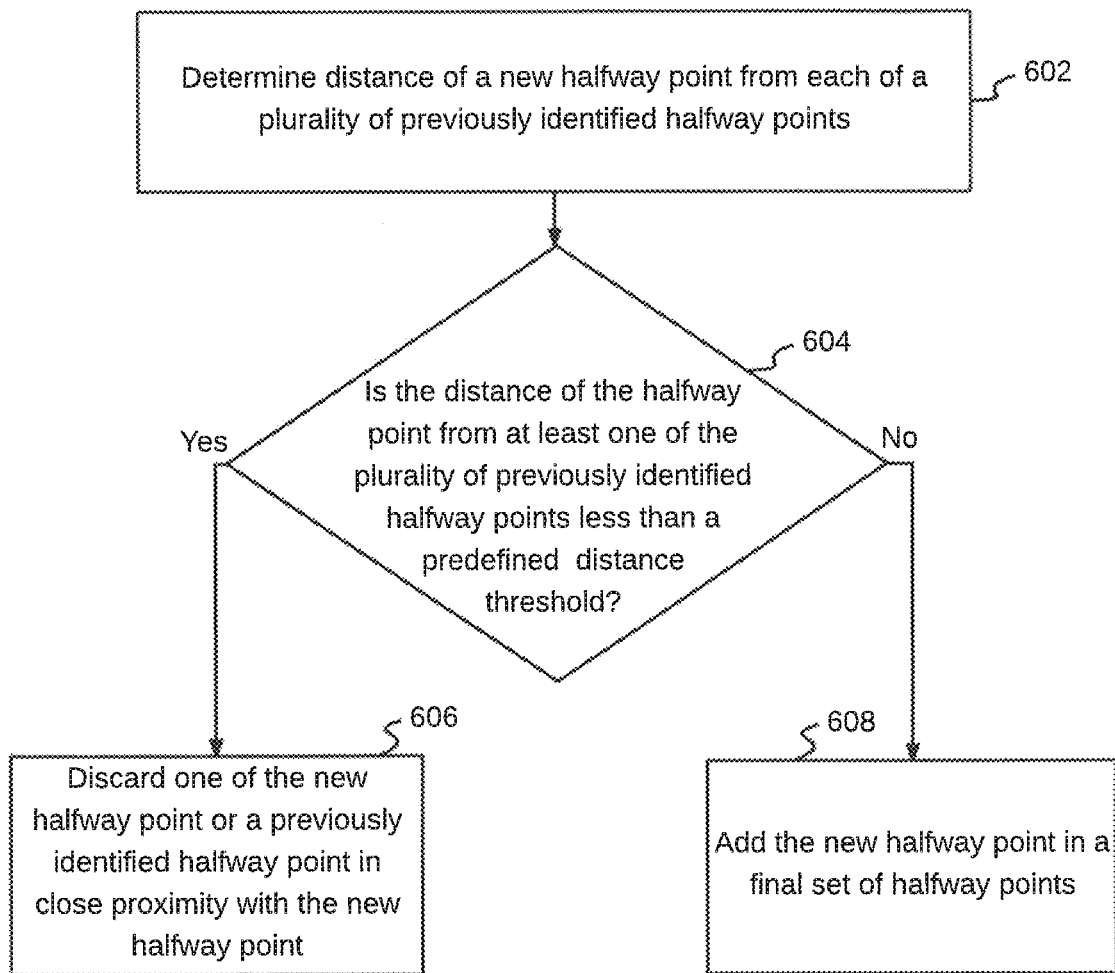 Determine distance of a new halfway point from each of a
plurality of previously identified halfway points
602
604
Is the distance of the halfway
point from at least one of the
plurality of previously identified
halfway points less than a
predefined distance
threshold?
Yes
No
606
Discard one of the new
halfway point or a previously
identified halfway point in
close proximity with the new
halfway point
608
Add the new halfway point in a
final set of halfway points